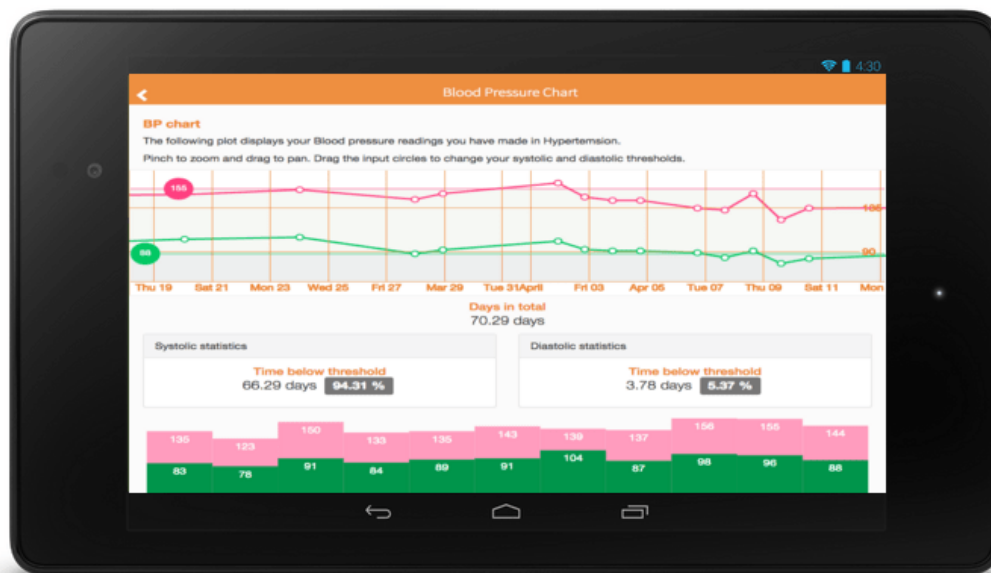 4:30
Blood Pressure Chart
BP chart
The following plot displays your Blood pressure readings you have made in Hypertemsion.
Pinch to zoom and drag to pan. Drag the input circles to change your systolic and diastolic thresholds.
155
135
88
90
Thu 19 Sat 21 Mon 23 Wed 25 Fri 27 Mar 29 Tue 31 April Fri 03 Apr 05 Tue 07 Thu 09 Sat 11 Mon
Days in total
70.29 days
Systolic statistics Diastolic statistics
Time below threshold Time below threshold
66.29 days 94.31 % 3.78 days 5.37 %
135 123 150 133 135 143 139 137 156 155 144
83 78 91 84 89 91 104 87 98 96 88